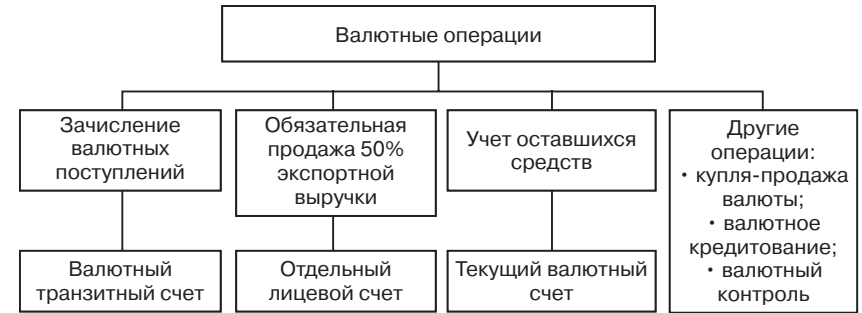 Валютные операции
Зачисление
валютных
поступлений
Обязательная
продажа 50%
экспортной
выручки
Учет оставшихся
средств
Другие
операции:
• купля-продажа
валюты;
• валютное
кредитование;
• валютный
контроль
Валютный
транзитный счет
Отдельный
лицевой счет
Текущий валютный
счет